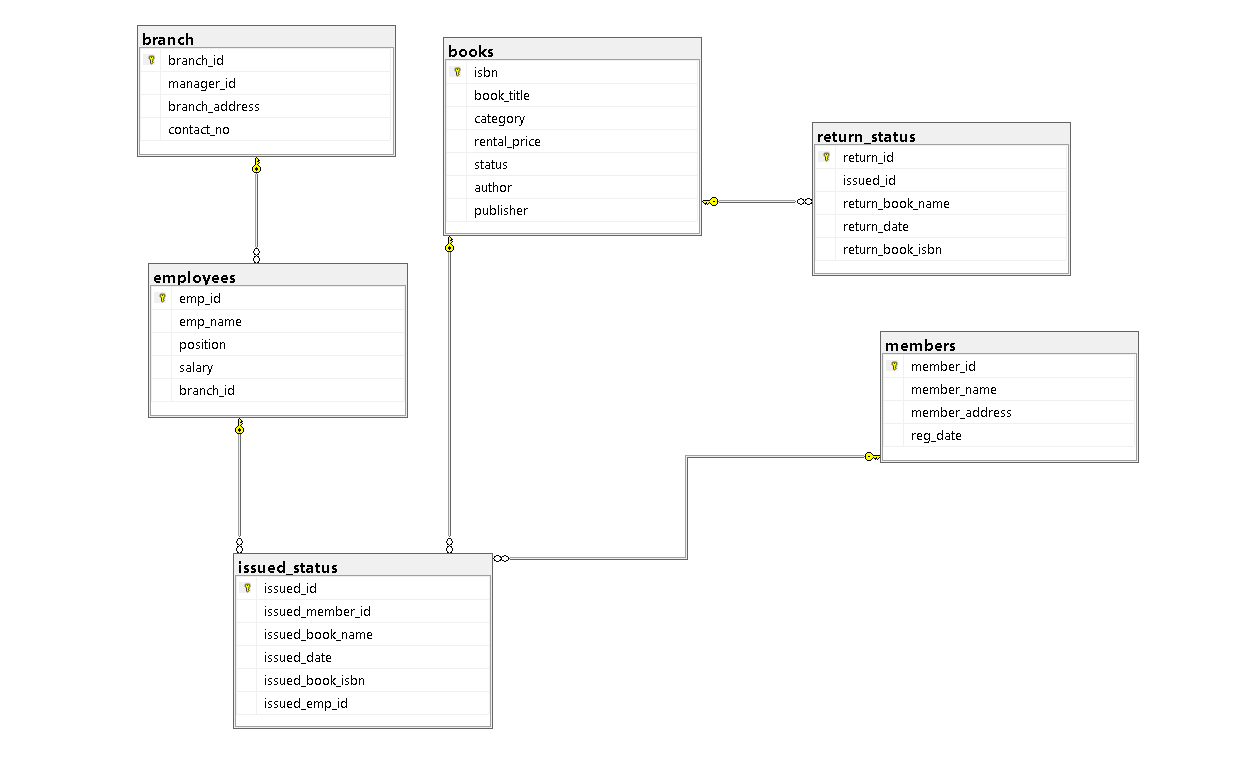 branch
branch_id
manager_id
branch_address
contact_no
books
isbn
book_title
category
rental_price
status
author
publisher
return_status
return_id
issued_id
return_book_name
return_date
return_book_isbn
employees
emp_id
emp_name
position
salary
branch_id
members
member_id
member_name
member_address
reg_date
issued_status
issued_id
issued_member_id
issued_book_name
issued_date
issued_book_isbn
issued_emp_id